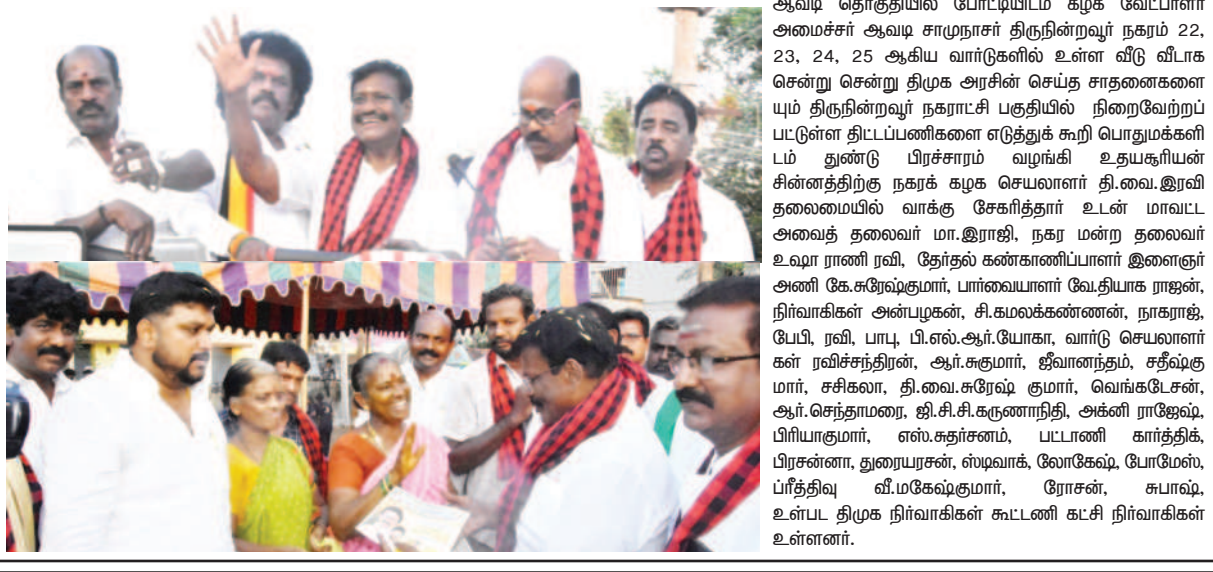 ஆவடி தொகுதியில் போட்டியிடம் கழக வேட்பாளர்
அமைச்சர் ஆவடி சாமுநாசர் திருநின்றவூர் நகரம் 22,
23, 24, 25 ஆகிய வார்டுகளில் உள்ள வீடு வீடாக
சென்று சென்று திமுக அரசின் செய்த சாதனைகளை
யும் திருநின்றவூர் நகராட்சி பகுதியில் நிறைவேற்றப்
பட்டுள்ள திட்டப்பணிகளை எடுத்துக் கூறி பொதுமக்களி
டம் துண்டு பிரச்சாரம் வழங்கி உதயசூரியன்
சின்னத்திற்கு நகரக் கழக செயலாளர் தி.வை.இரவி
தலைமையில் வாக்கு சேகரித்தார் உடன் மாவட்ட
அவைத் தலைவர் மா.இராஜி, நகர மன்ற தலைவர்
உஷா ராணி ரவி, தேர்தல் கண்காணிப்பாளர் இளைஞர்
அணி கே.சுரேஷ்குமார், பார்வையாளர் வே.தியாக ராஜன்,
நிர்வாகிகள் அன்பழகன், சி.கமலக்கண்ணன், நாகராஜ்,
பேபி, ரவி, பாபு, பி.எல்.ஆர்.யோகா, வார்டு செயலாளர்
கள் ரவிச்சந்திரன், ஆர்.சுகுமார், ஜீவானந்தம், சதீஷ்கு
மார், சசிகலா, தி.வை.சுரேஷ் குமார், வெங்கடேசன்,
ஆர்.செந்தாமரை, ஜி.சி.சி.கருணாநிதி, அக்னி ராஜேஷ்,
பிரியாகுமார், எஸ்.சுதர்சனம், பட்டாணி கார்த்திக்,
பிரசன்னா, துரையரசன், ஸ்டிவாக், லோகேஷ், போமேஸ்,
ப்ரீத்திவு வீ.மகேஷ்குமார், ரோசன், சுபாஷ்,
உள்பட திமுக நிர்வாகிகள் கூட்டணி கட்சி நிர்வாகிகள்
உள்ளனர்.